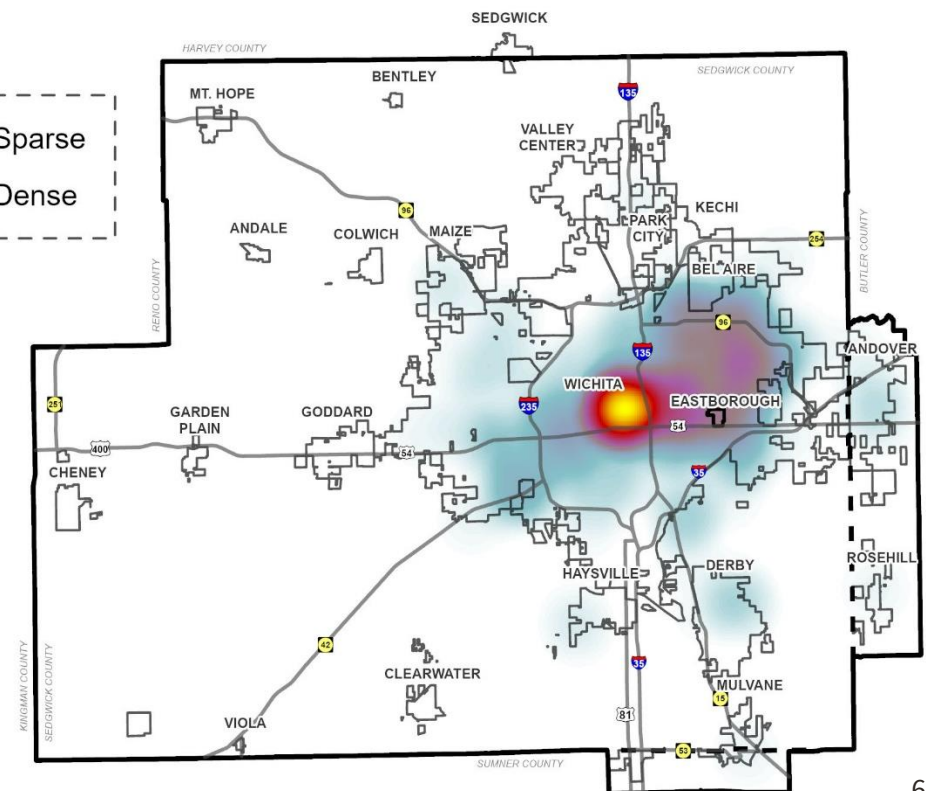 SEDGWICK
HARVEY COUNTY
SEDGWICK COUNTY
BENTLEY
MT. HOPE
135
Sparse
Dense
VALLEY
CENTER
96
KECHI
PARK
CITY
ANDALE
COLWICH
MAIZE
254
BEL AIRE
RENO COUNTY
BUTLER COUNTY
96
135
ANDOVER
WICHITA
251
235
EASTBOROUGH
GARDEN
PLAIN
GODDARD
54
400
54
CHENEY
35
HAYSVILLE
DERBY
ROSEHILL
42
35
CLEARWATER
KINGMAN COUNTY
SEDGWICK COUNTY
MULVANE
15
81
VIOLA
53
SUMNER COUNTY
6